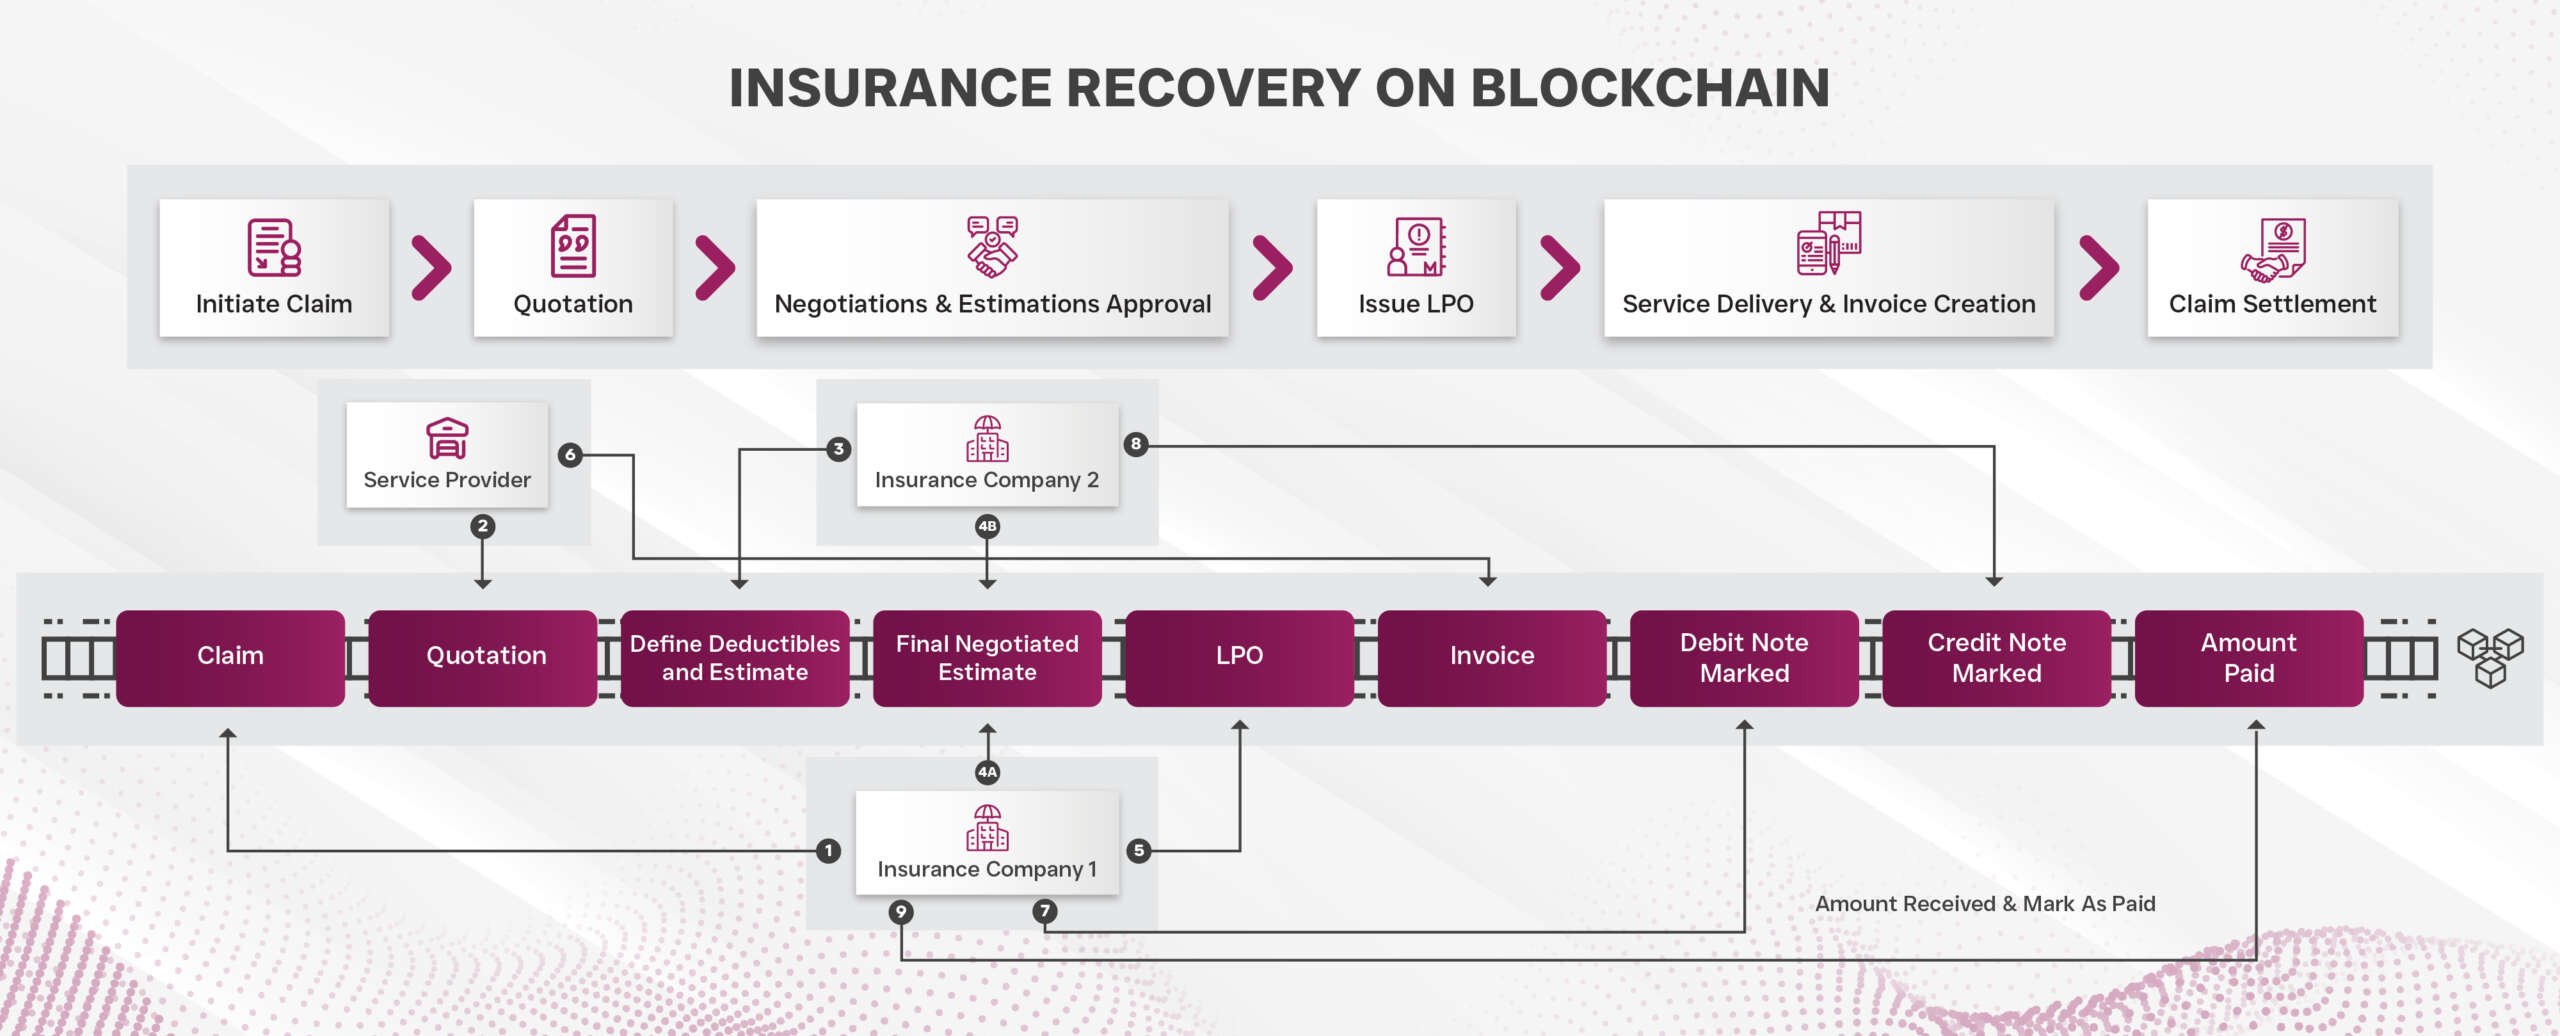 INSURANCE RECOVERY ON BLOCKCHAIN
Initiate Claim
Quotation
Negotiations & Estimations Approval
Issue LPO
Service Delivery & Invoice Creation
Claim Settlement
Service Provider
6
2
3
Insurance Company 2
8
4B
Claim
Quotation
Define Deductibles
and Estimate
Final Negotiated
Estimate
LPO
Invoice
Debit Note
Marked
Credit Note
Marked
Amount
Paid
4A
1
Insurance Company 1
5
9
7
Amount Received & Mark As Paid